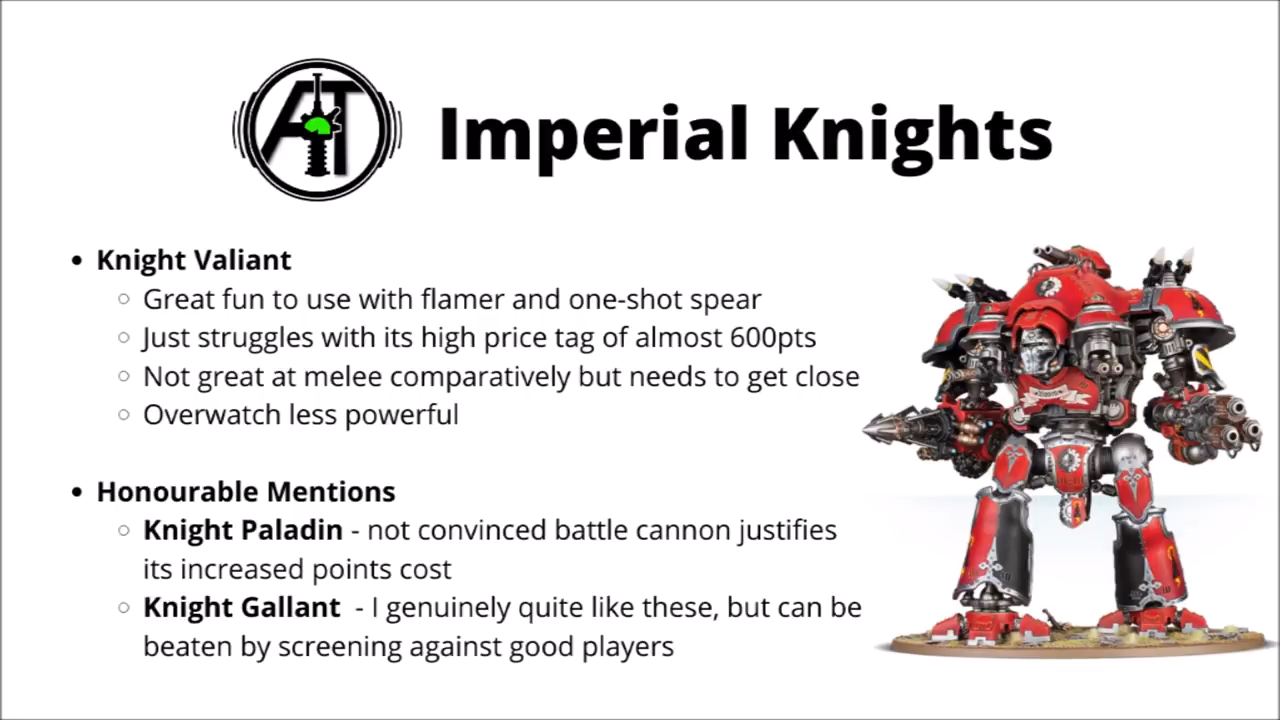 AT
Imperial Knights
• Knight Valiant
○ Great fun to use with flamer and one-shot spear
○ Just struggles with its high price tag of almost 600pts
○ Not great at melee comparatively but needs to get close
○ Overwatch less powerful
• Honourable Mentions
○ Knight Paladin - not convinced battle cannon justifies
its increased points cost
○ Knight Gallant - I genuinely quite like these, but can be
beaten by screening against good players